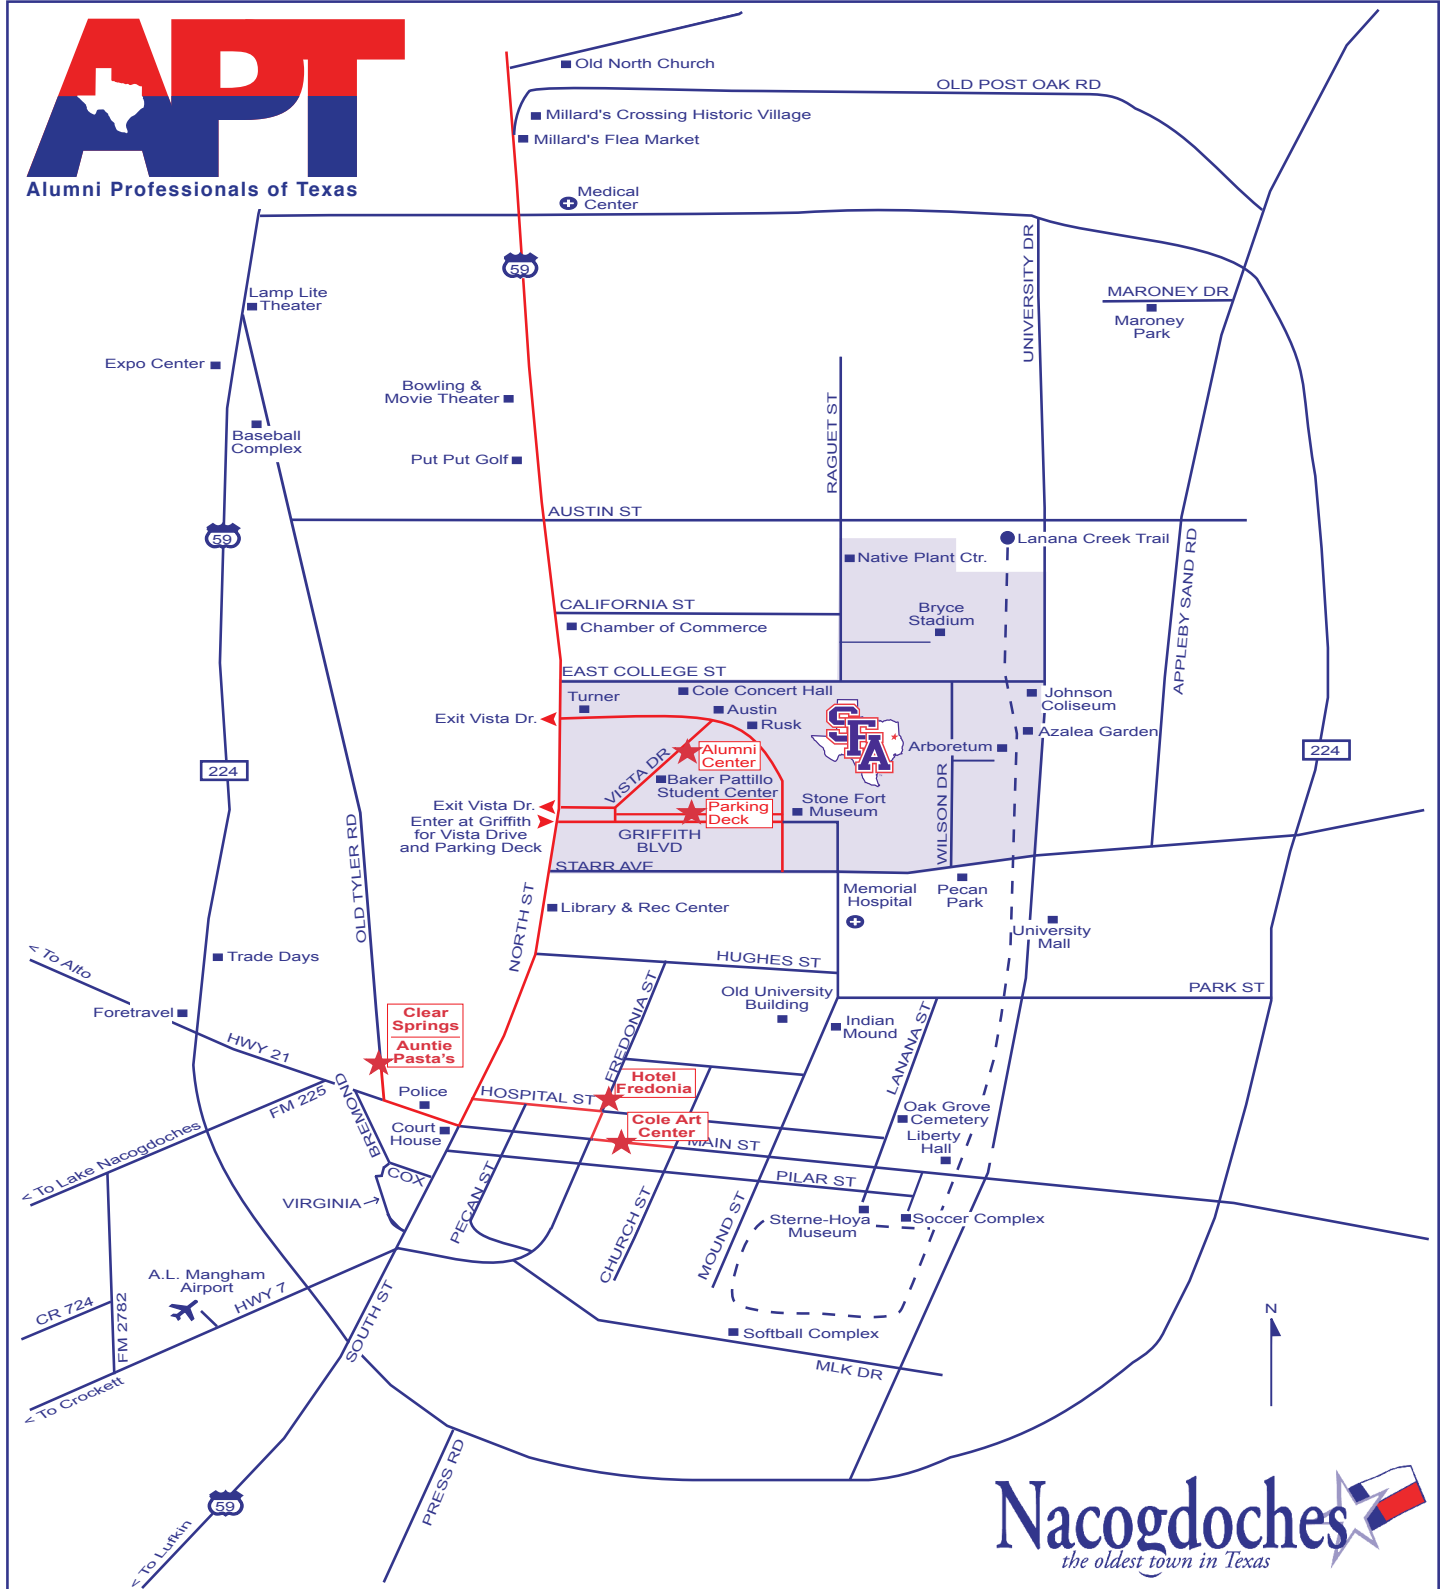 APT
Alumni Professionals of Texas
Old North Church
OLD POST OAK RD
Millard's Crossing Historic Village
Millard's Flea Market
Medical
Center
59
UNIVERSITY DR
Lamp Lite
Theater
MARONEY DR
Maroney
Park
Expo Center
Bowling &
Movie Theater
RAGUET ST
Baseball
Complex
Put Put Golf
AUSTIN ST
59
Lanana Creek Trail
APPLEBY SAND RD
Native Plant Ctr.
CALIFORNIA ST
Bryce
Stadium
Chamber of Commerce
EAST COLLEGE ST
Turner
Cole Concert Hall
Johnson
Coliseum
Exit Vista Dr.
Austin
Rusk
SFA
Azalea Garden
Arboretum
Alumni
Center
VISTA DR
224
224
Baker Pattillo
Student Center
WILSON DR
Exit Vista Dr.
Enter at Griffith
for Vista Drive
and Parking Deck
Parking
Deck
Stone Fort
Museum
GRIFFITH
BLVD
OLD TYLER RD
STARR AVE
Memorial
Hospital
Pecan
Park
NORTH ST
Library & Rec Center
University
Mall
< To Alto
Trade Days
HUGHES ST
FREDONIA ST
Old University
Building
PARK ST
Foretravel
Clear
Springs
Auntie
Pasta's
Indian
Mound
LANANA ST
HWY 21
BREMOND
Police
HOSPITAL ST
Hotel
Fredonia
FM 225
Court
House
Cole Art
Center
Oak Grove
Cemetery
Liberty
Hall
MAIN ST
< To Lake Nacogdoches
COX
PILAR ST
VIRGINIA
PECAN ST
CHURCH ST
MOUND ST
Sterne-Hoya
Museum
Soccer Complex
A.L. Mangham
Airport
HWY 7
CR 724
FM 2782
SOUTH ST
N
Softball Complex
MLK DR
< To Crockett
PRESS RD
59
< To Lufkin
Nacogdoches
the oldest town in Texas